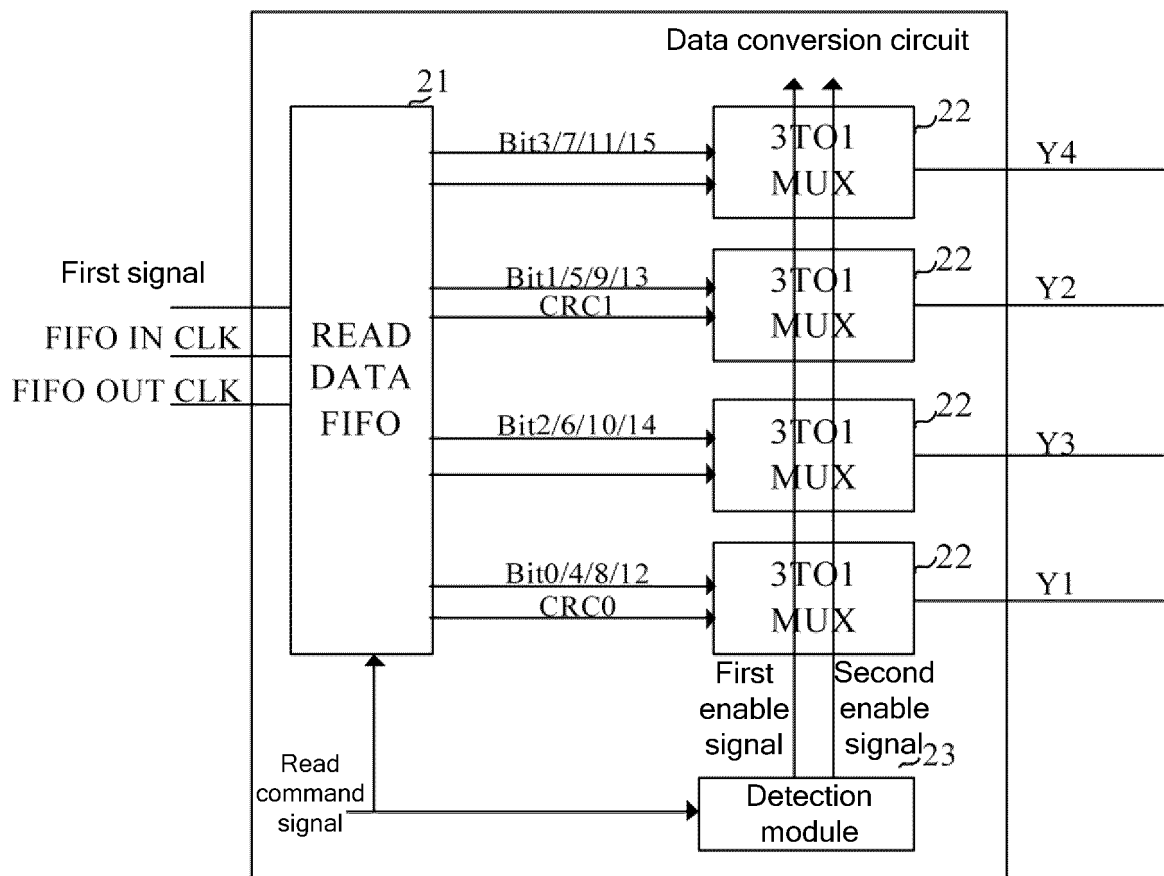 Data conversion circuit
21
22
Bit3/7/11/15
3TO1
MUX
Y4
First signal
FIFO IN CLK
FIFO OUT CLK
READ
DATA
FIFO
22
Bit1/5/9/13
CRC1
3TO1
MUX
Y2
22
Bit2/6/10/14
3TO1
MUX
Y3
22
Bit0/4/8/12
CRC0
3TO1
MUX
Y1
First
enable
signal
Second
enable
signal
23
Read
command
signal
Detection
module